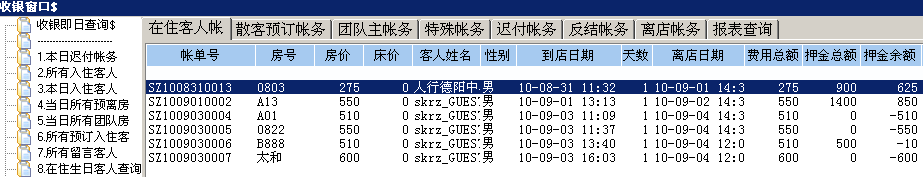 收银窗口$
收银即日查询$
--------------------
1.本日迟付帐务
2.所有入住客人
3.本日入住客人
4.当日所有预离房
5.当日所有团队房
6.所有预订入住客
7.所有留言客人
8.在住生日客人查询
在住客人帐 散客预订帐务 团队主帐务 特殊帐务 迟付帐务 反结帐务 离店帐务 报表查询
帐单号 房号 房价 床价 客人姓名 性别 到店日期 天数 离店日期 费用总额 押金总额 押金余额
SZ1008310013 0803 275 0 人行德阳中 男 10-08-31 11:32 1 10-09-01 14:3 275 900 625
SZ1009010002 A13 550 0 skrz_GUES 男 10-09-01 13:13 1 10-09-02 14:3 550 1400 850
SZ1009030004 A01 510 0 skrz_GUES 男 10-09-03 11:09 1 10-09-04 14:3 510 0 -510
SZ1009030005 0822 550 0 skrz_GUES 男 10-09-03 11:37 1 10-09-04 14:3 550 0 -550
SZ1009030006 B888 510 0 skrz_GUES 男 10-09-03 13:40 1 10-09-04 12:0 510 500 -10
SZ1009030007 太和 600 0 skrz_GUES 男 10-09-03 16:03 1 10-09-04 12:0 600 0 -600